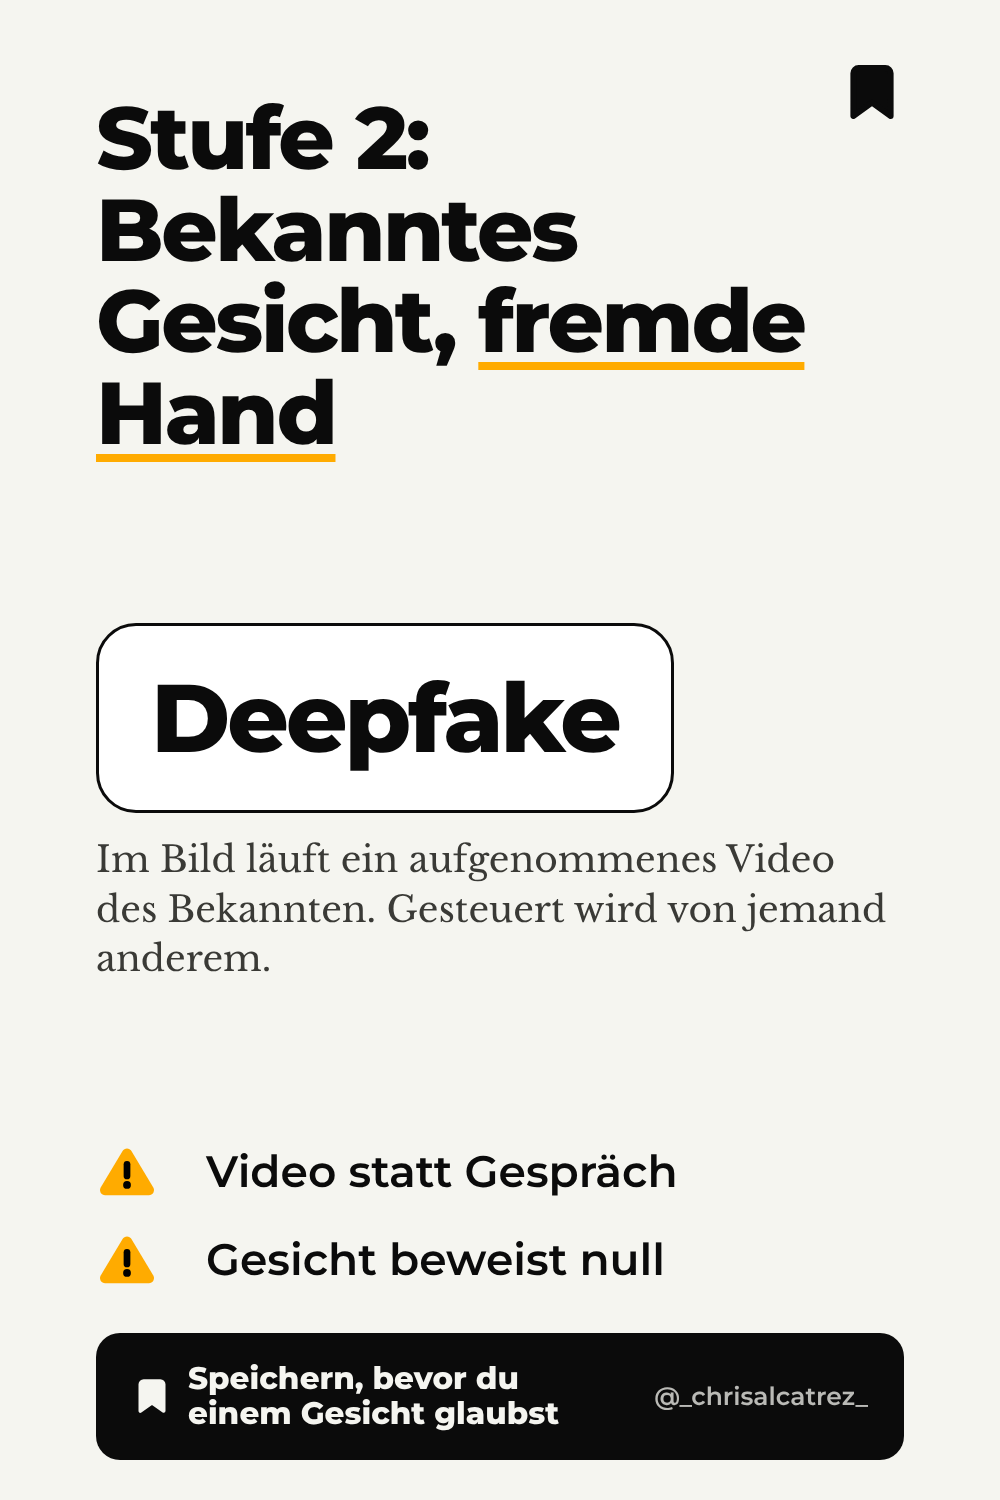 Stufe 2:
Bekanntes
Gesicht, fremde
Hand
Deepfake
Im Bild läuft ein aufgenommenes Video
des Bekannten. Gesteuert wird von jemand
anderem.
Video statt Gespräch
Gesicht beweist null
Speichern, bevor du
einem Gesicht glaubst
@_chrisalcatrez_